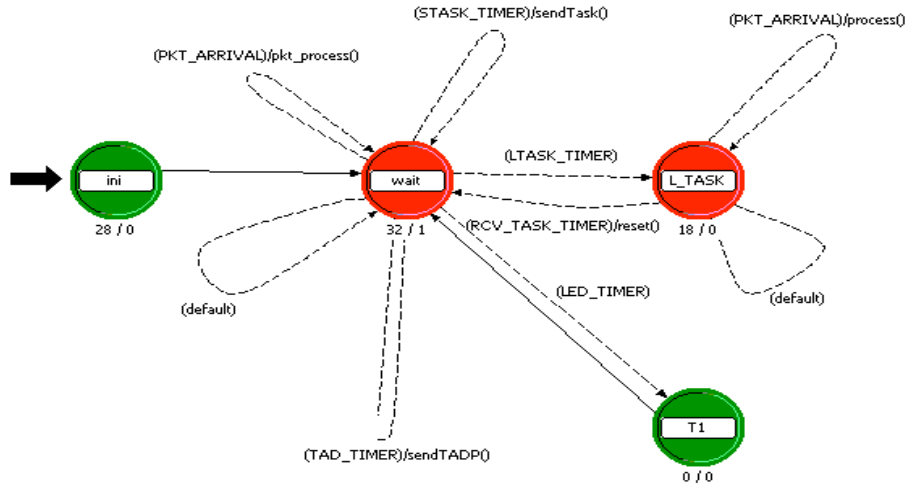 (STASK_TIMER)/sendTask()
(PKT_ARRIVAL)/process()
(PKT_ARRIVAL)/pkt_process()
(LTASK_TIMER)
ini
wait
L_TASK
(RCV_TASK_TIMER)/reset()
28 / 0
32 / 1
18 / 0
(LED_TIMER)
(default)
(default)
T1
(TAD_TIMER)/sendTADP()
0 / 0